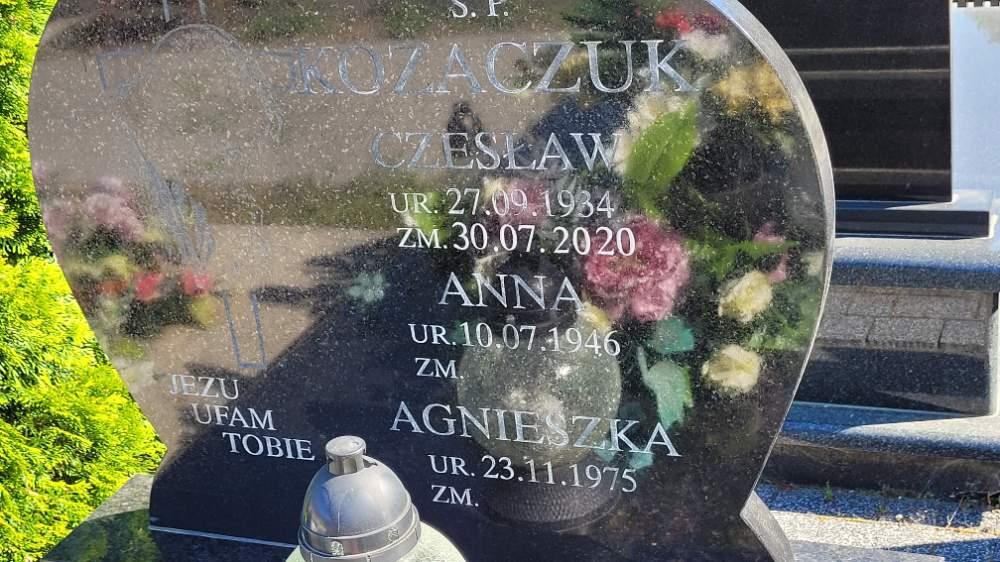 Ś. P.
KOZACZUK
CZESŁAW
UR. 27.09.1934
ZM. 30.07.2020
ANNA
UR. 10.07.1946
ZM.
AGNIESZKA
UR. 23.11.1975
ZM.
JEZU
UFAM
TOBIE